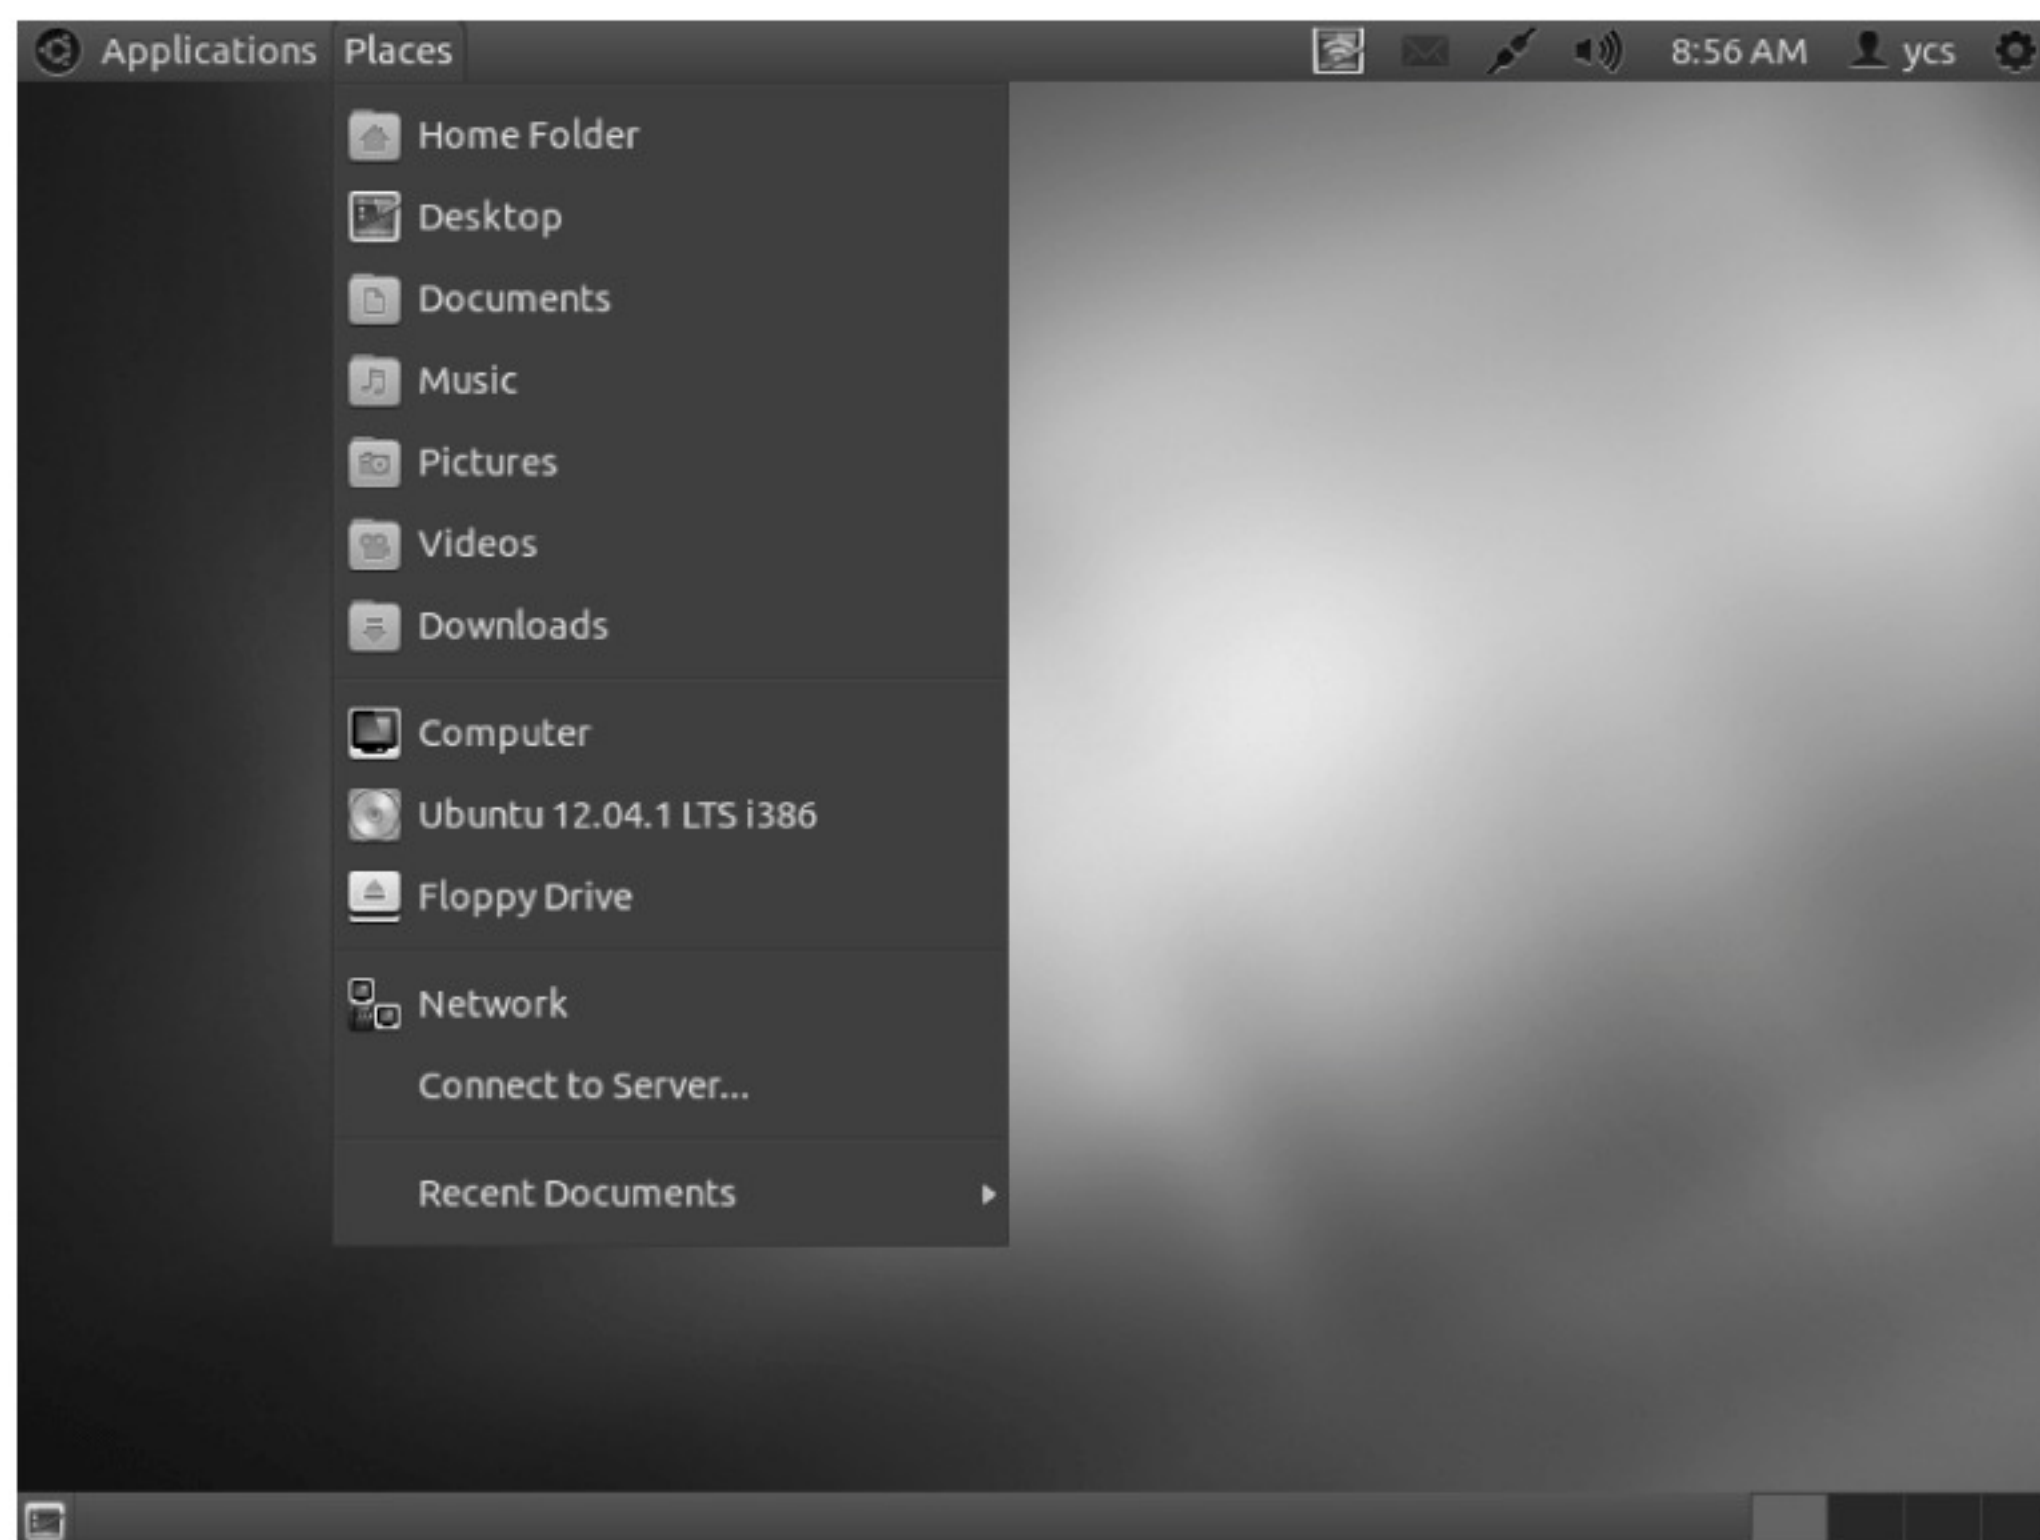 Applications Places 8:56 AM ycs
Home Folder
Desktop
Documents
Music
Pictures
Videos
Downloads
Computer
Ubuntu 12.04.1 LTS i386
Floppy Drive
Network
Connect to Server...
Recent Documents